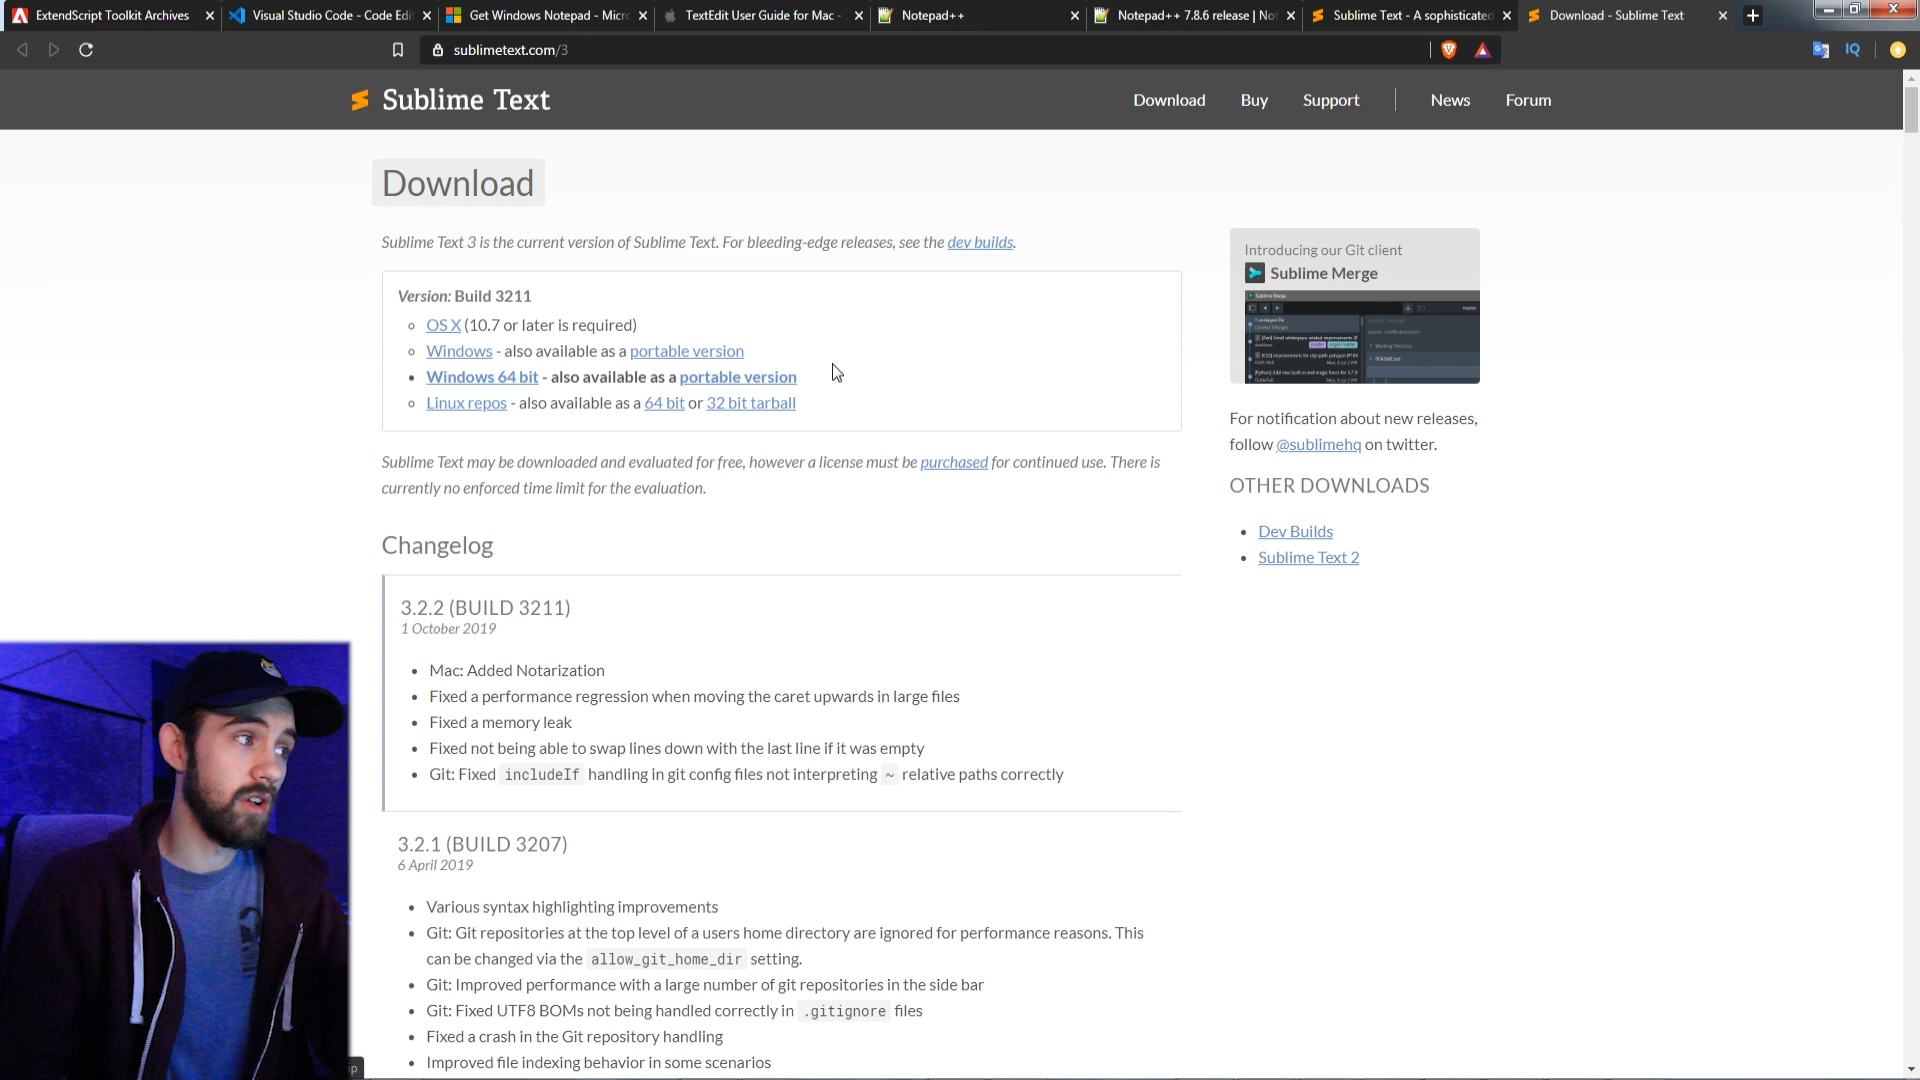 ExtendScript Toolkit Archives
Visual Studio Code - Code Edi
Get Windows Notepad - Micro
TextEdit User Guide for Mac -
Notepad++
Notepad++ 7.8.6 release | No
Sublime Text - A sophisticated
Download - Sublime Text
sublimetext.com/3
IQ
Sublime Text
Download
Buy
Support
News
Forum
Download
Sublime Text 3 is the current version of Sublime Text. For bleeding-edge releases, see the dev builds.
Version: Build 3211
OS X (10.7 or later is required)
Windows - also available as a portable version
Windows 64 bit - also available as a portable version
Linux repos - also available as a 64 bit or 32 bit tarball
Sublime Text may be downloaded and evaluated for free, however a license must be purchased for continued use. There is
currently no enforced time limit for the evaluation.
Changelog
3.2.2 (BUILD 3211)
1 October 2019
Mac: Added Notarization
Fixed a performance regression when moving the caret upwards in large files
Fixed a memory leak
Fixed not being able to swap lines down with the last line if it was empty
Git: Fixed includeIf handling in git config files not interpreting ~ relative paths correctly
3.2.1 (BUILD 3207)
6 April 2019
Various syntax highlighting improvements
Git: Git repositories at the top level of a users home directory are ignored for performance reasons. This
can be changed via the allow_git_home_dir setting.
Git: Improved performance with a large number of git repositories in the side bar
Git: Fixed UTF8 BOMs not being handled correctly in .gitignore files
Fixed a crash in the Git repository handling
Improved file indexing behavior in some scenarios
Introducing our Git client
Sublime Merge
Sublime Merge
For notification about new releases,
follow @sublimehq on twitter.
OTHER DOWNLOADS
Dev Builds
Sublime Text 2